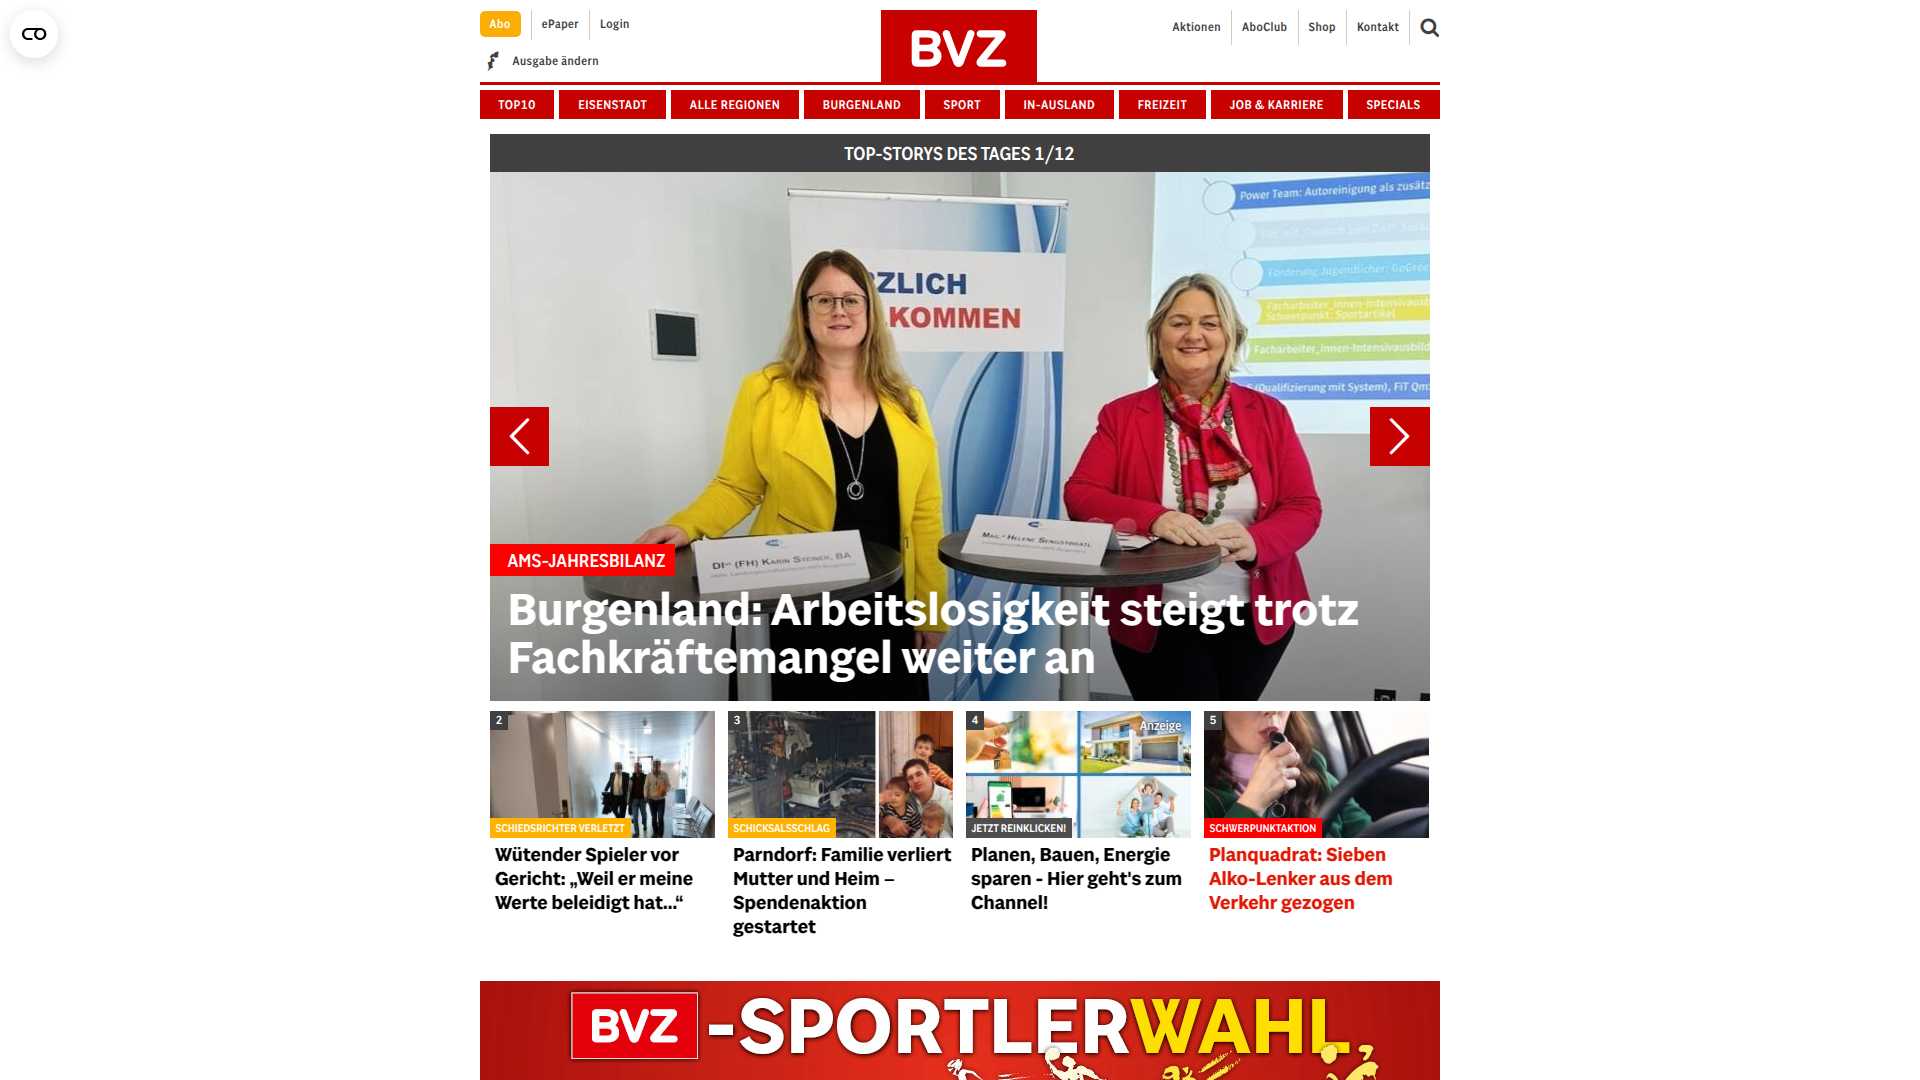 Abo
ePaper
Login
Ausgabe ändern
BVZ
Aktionen
AboClub
Shop
Kontakt
TOP10
EISENSTADT
ALLE REGIONEN
BURGENLAND
SPORT
IN-AUSLAND
FREIZEIT
JOB & KARRIERE
SPECIALS
TOP-STORYS DES TAGES 1/12
Power Team: Autoreinigung als zusätz
Förderung Jugendlicher: GoGree
Facharbeiter_innen-Intensivausb
Schwerpunkt: Sportartikel
Facharbeiter_innen-Intensivausbild
(Qualifizierung mit System), FiT Qm:
ZLICH
KOMMEN
DIin (FH) Karin Steiner, BA
Mag.a Helene Sengstbratl
AMS-JAHRESBILANZ
Burgenland: Arbeitslosigkeit steigt trotz
Fachkräftemangel weiter an
2
SCHIEDSRICHTER VERLETZT
Wütender Spieler vor
Gericht: „Weil er meine
Werte beleidigt hat...“
3
SCHICKSALSSCHLAG
Parndorf: Familie verliert
Mutter und Heim –
Spendenaktion
gestartet
4
Anzeige
JETZT REINKLICKEN!
Planen, Bauen, Energie
sparen - Hier geht's zum
Channel!
5
SCHWERPUNKTAKTION
Planquadrat: Sieben
Alko-Lenker aus dem
Verkehr gezogen
BVZ-SPORTLERWAHL